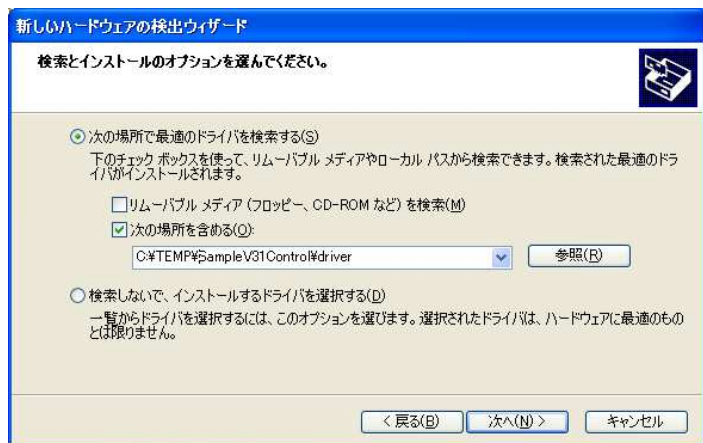 新しいハードウェアの検出ウィザード
検索とインストールのオプションを選んでください。
次の場所で最適のドライバを検索する(S)
下のチェック ボックスを使って、リムーバブル メディアやローカル パスから検索できます。検索された最適のドラ
イバがインストールされます。
リムーバブル メディア (フロッピー、CD-ROM など) を検索(M)
次の場所を含める(O):
C:¥TEMP¥SampleV31Control¥driver
参照(R)
検索しないで、インストールするドライバを選択する(D)
一覧からドライバを選択するには、このオプションを選びます。選択されたドライバは、ハードウェアに最適のもの
とは限りません。
< 戻る(B)
次へ(N) >
キャンセル